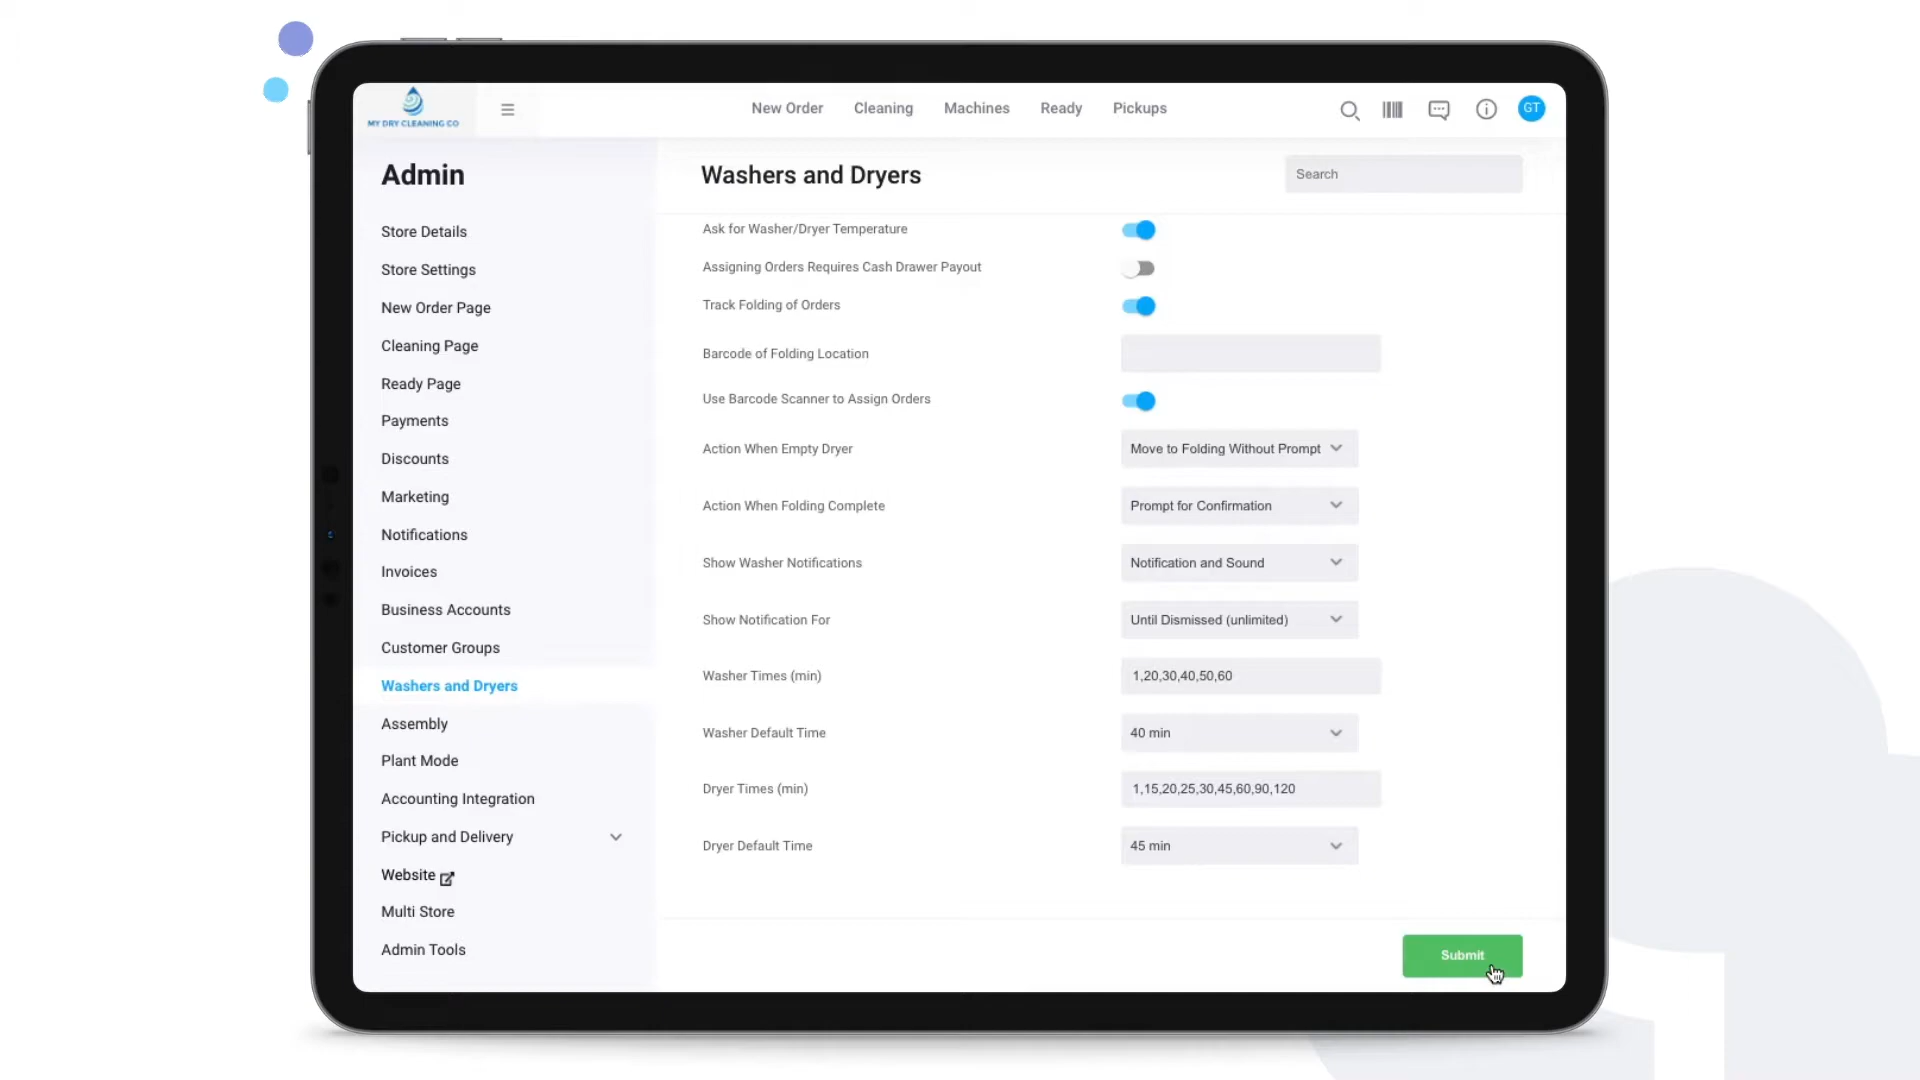 MY DRY CLEANING CO
New Order
Cleaning
Machines
Ready
Pickups
GT
Admin
Store Details
Store Settings
New Order Page
Cleaning Page
Ready Page
Payments
Discounts
Marketing
Notifications
Invoices
Business Accounts
Customer Groups
Washers and Dryers
Assembly
Plant Mode
Accounting Integration
Pickup and Delivery
Website
Multi Store
Admin Tools
Washers and Dryers
Search
Ask for Washer/Dryer Temperature
Assigning Orders Requires Cash Drawer Payout
Track Folding of Orders
Barcode of Folding Location
Use Barcode Scanner to Assign Orders
Action When Empty Dryer
Move to Folding Without Prompt
Action When Folding Complete
Prompt for Confirmation
Show Washer Notifications
Notification and Sound
Show Notification For
Until Dismissed (unlimited)
Washer Times (min)
1,20,30,40,50,60
Washer Default Time
40 min
Dryer Times (min)
1,15,20,25,30,45,60,90,120
Dryer Default Time
45 min
Submit